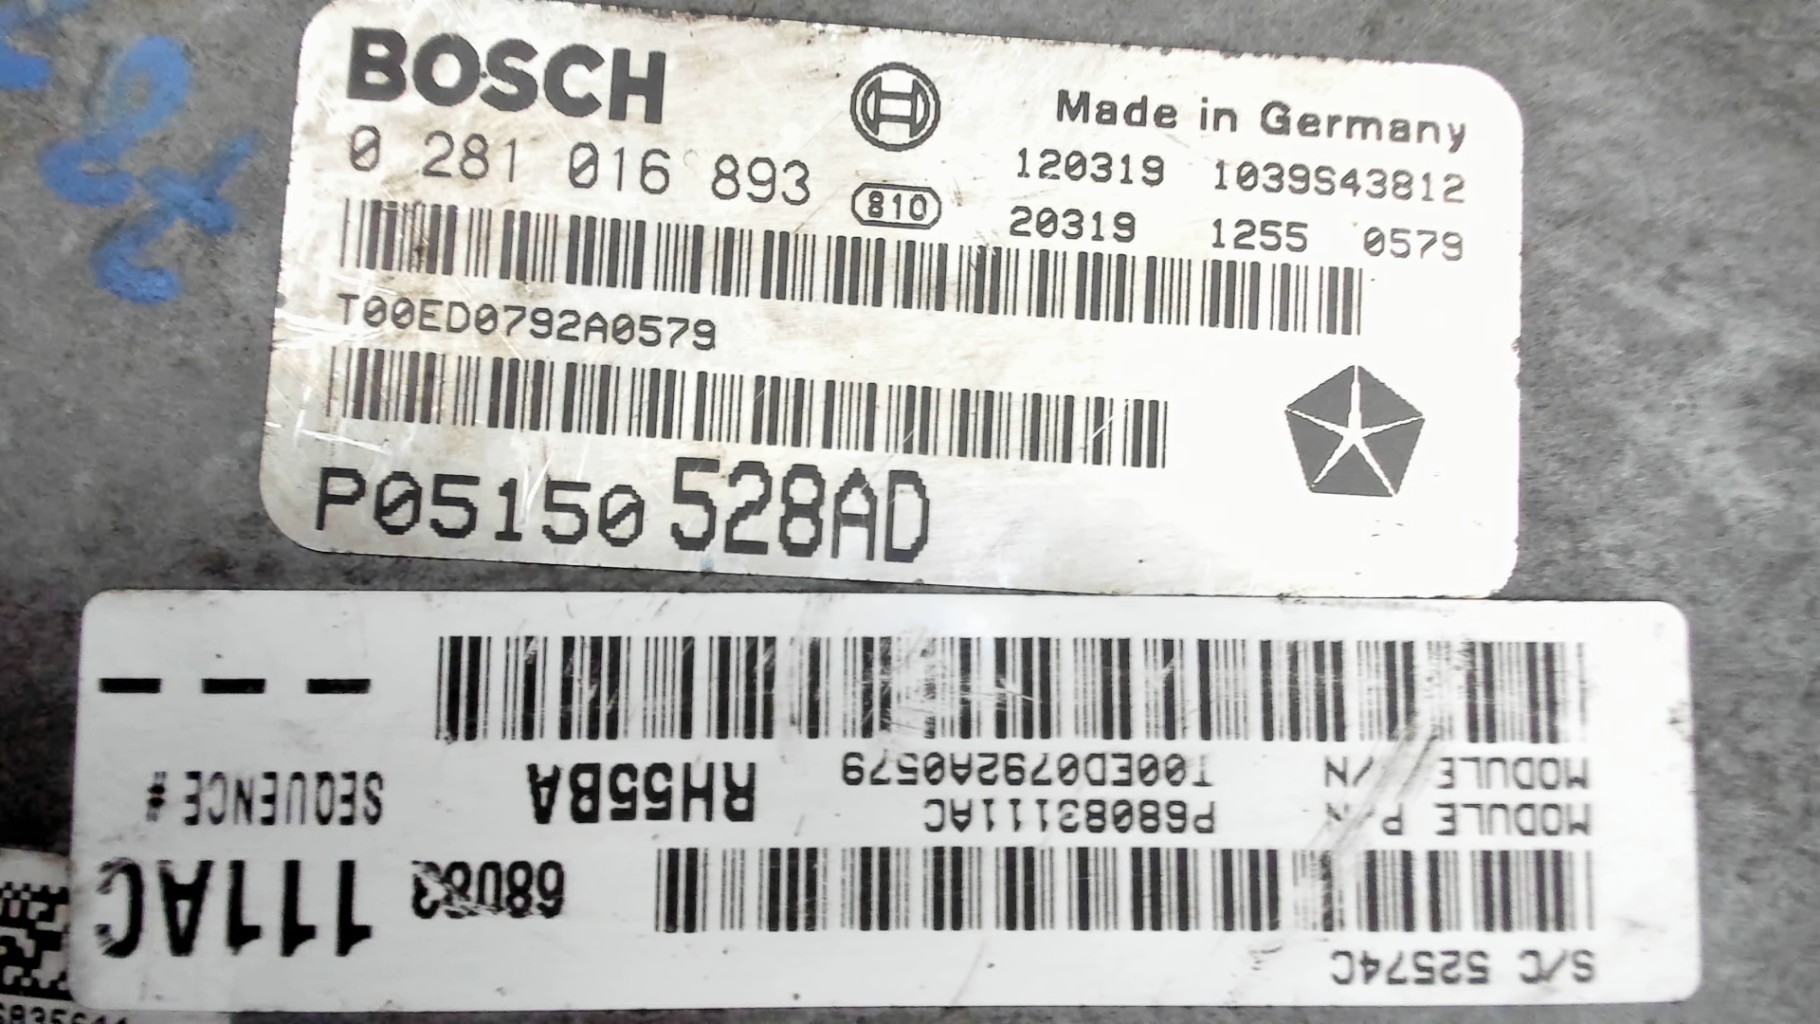 BOSCH
Made in Germany
0 281 016 893
120319 1039S43812
810
20319 1255 0579
T00ED0792A0579
P05150528AD
S/C 52574C
68083 111AC
MODULE P/N P68083111AC
MODULE /N T00ED0792A0579
RH55BA
SEQUENCE #
---